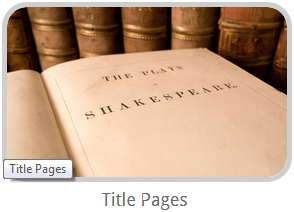 THE PLAYS
SHAKESPEARE.
Title Pages
Title Pages